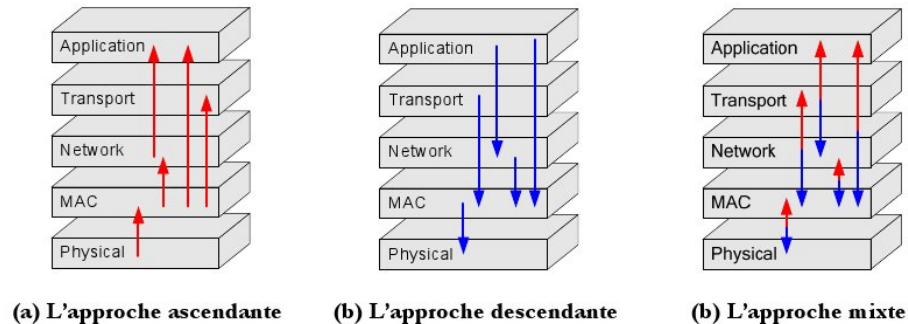 Application
Transport
Network
MAC
Physical
(a) L'approche ascendante
Application
Transport
Network
MAC
Physical
(b) L'approche descendante
Application
Transport
Network
MAC
Physical
(b) L'approche mixte